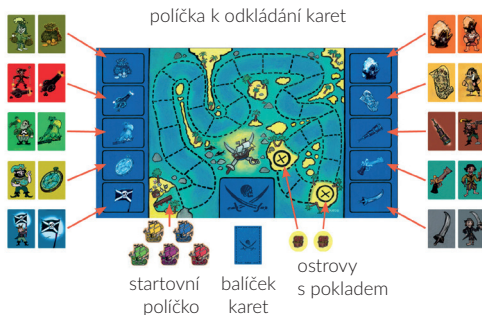 políčka k odkládání karet
startovní
políčko
balíček
karet
ostrovy
s pokladem